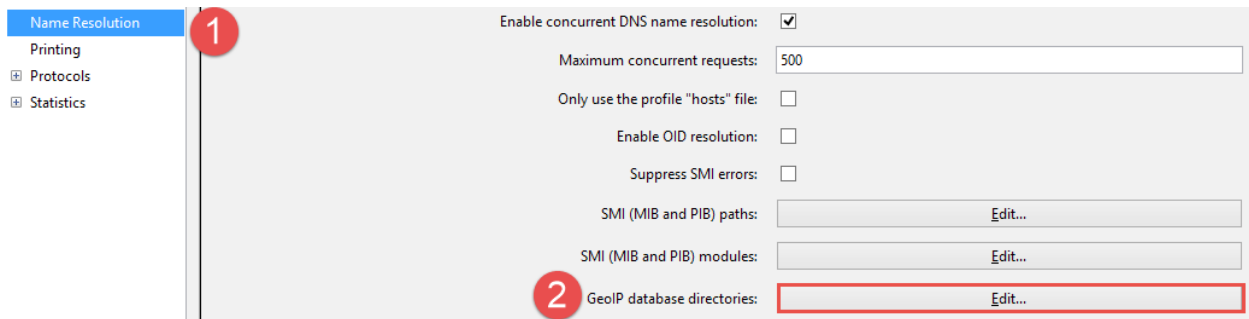 Name Resolution
1
Printing
Protocols
Statistics
Enable concurrent DNS name resolution:
Maximum concurrent requests: 500
Only use the profile "hosts" file:
Enable OID resolution:
Suppress SMI errors:
SMI (MIB and PIB) paths: Edit...
SMI (MIB and PIB) modules: Edit...
2 GeoIP database directories: Edit...